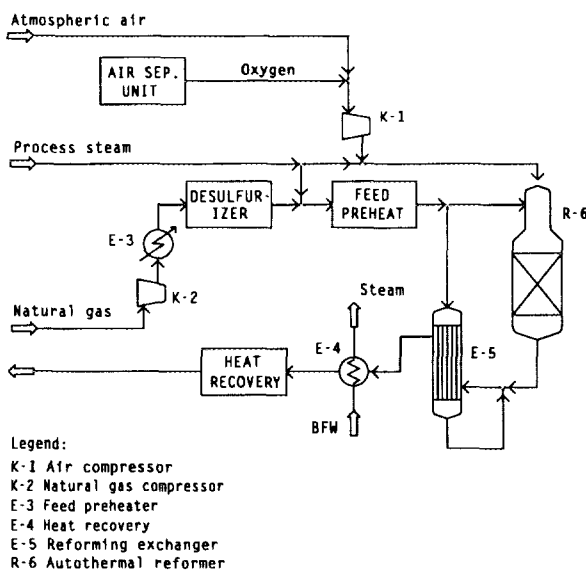 Atmospheric air
AIR SEP.
UNIT
Oxygen
K-1
Process steam
DESULFUR-
IZER
FEED
PREHEAT
R-6
E-3
Steam
Natural gas
K-2
E-4
E-5
HEAT
RECOVERY
BFW
Legend:
K-1 Air compressor
K-2 Natural gas compressor
E-3 Feed preheater
E-4 Heat recovery
E-5 Reforming exchanger
R-6 Autothermal reformer